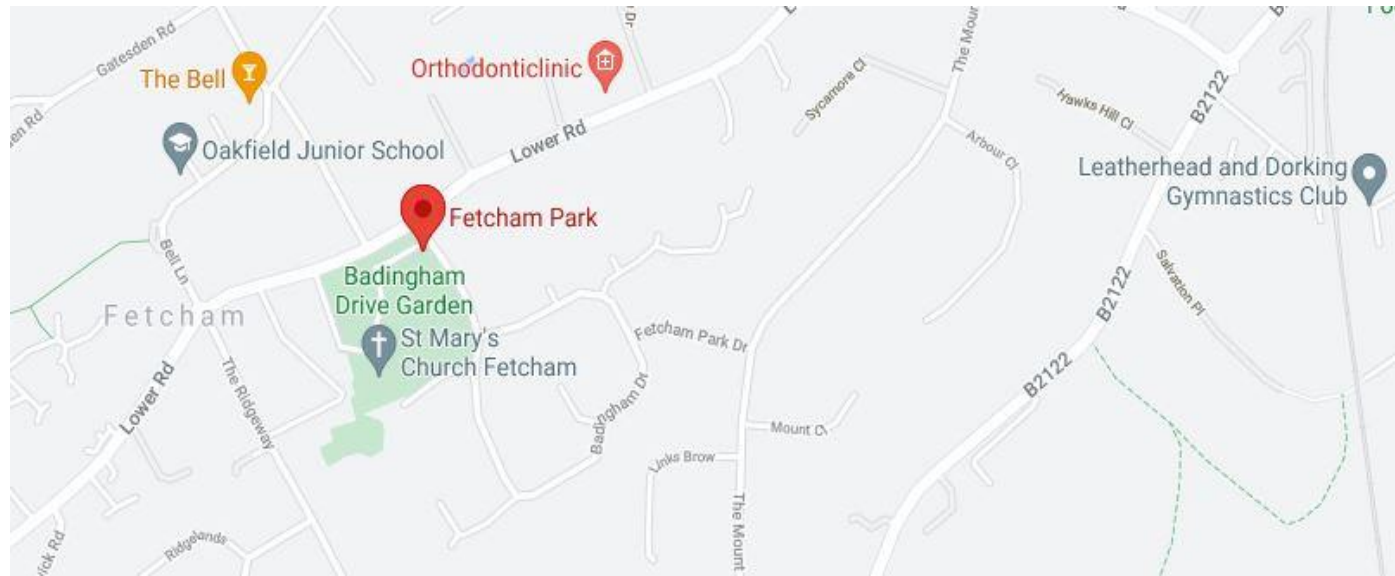 Gatesden Rd
The Bell
Orthodonticlinic
Oakfield Junior School
Lower Rd
Fetcham Park
Badingham
Drive Garden
St Mary's
Church Fetcham
Bell Ln
Fetcham
Lower Rd
The Ridgeway
Ridgelands
Fetcham Park Dr
Badingham Dr
Links Brow
Mount Cl
The Mount
Sycamore Cl
Arbour Cl
Hawks Hill Cl
B2122
Leatherhead and Dorking
Gymnastics Club
Salvation Pl
B2122
B2122